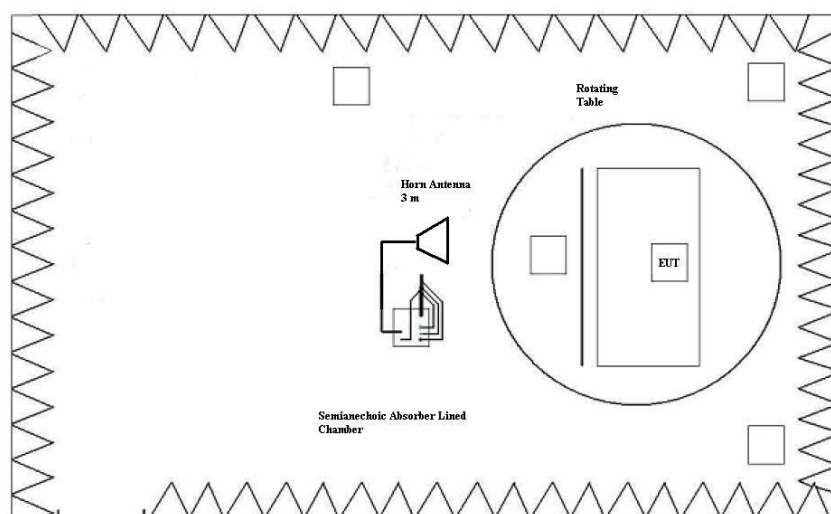 Rotating
Table
Horn Antenna
3 m
EUT
Semianechoic Absorber Lined
Chamber